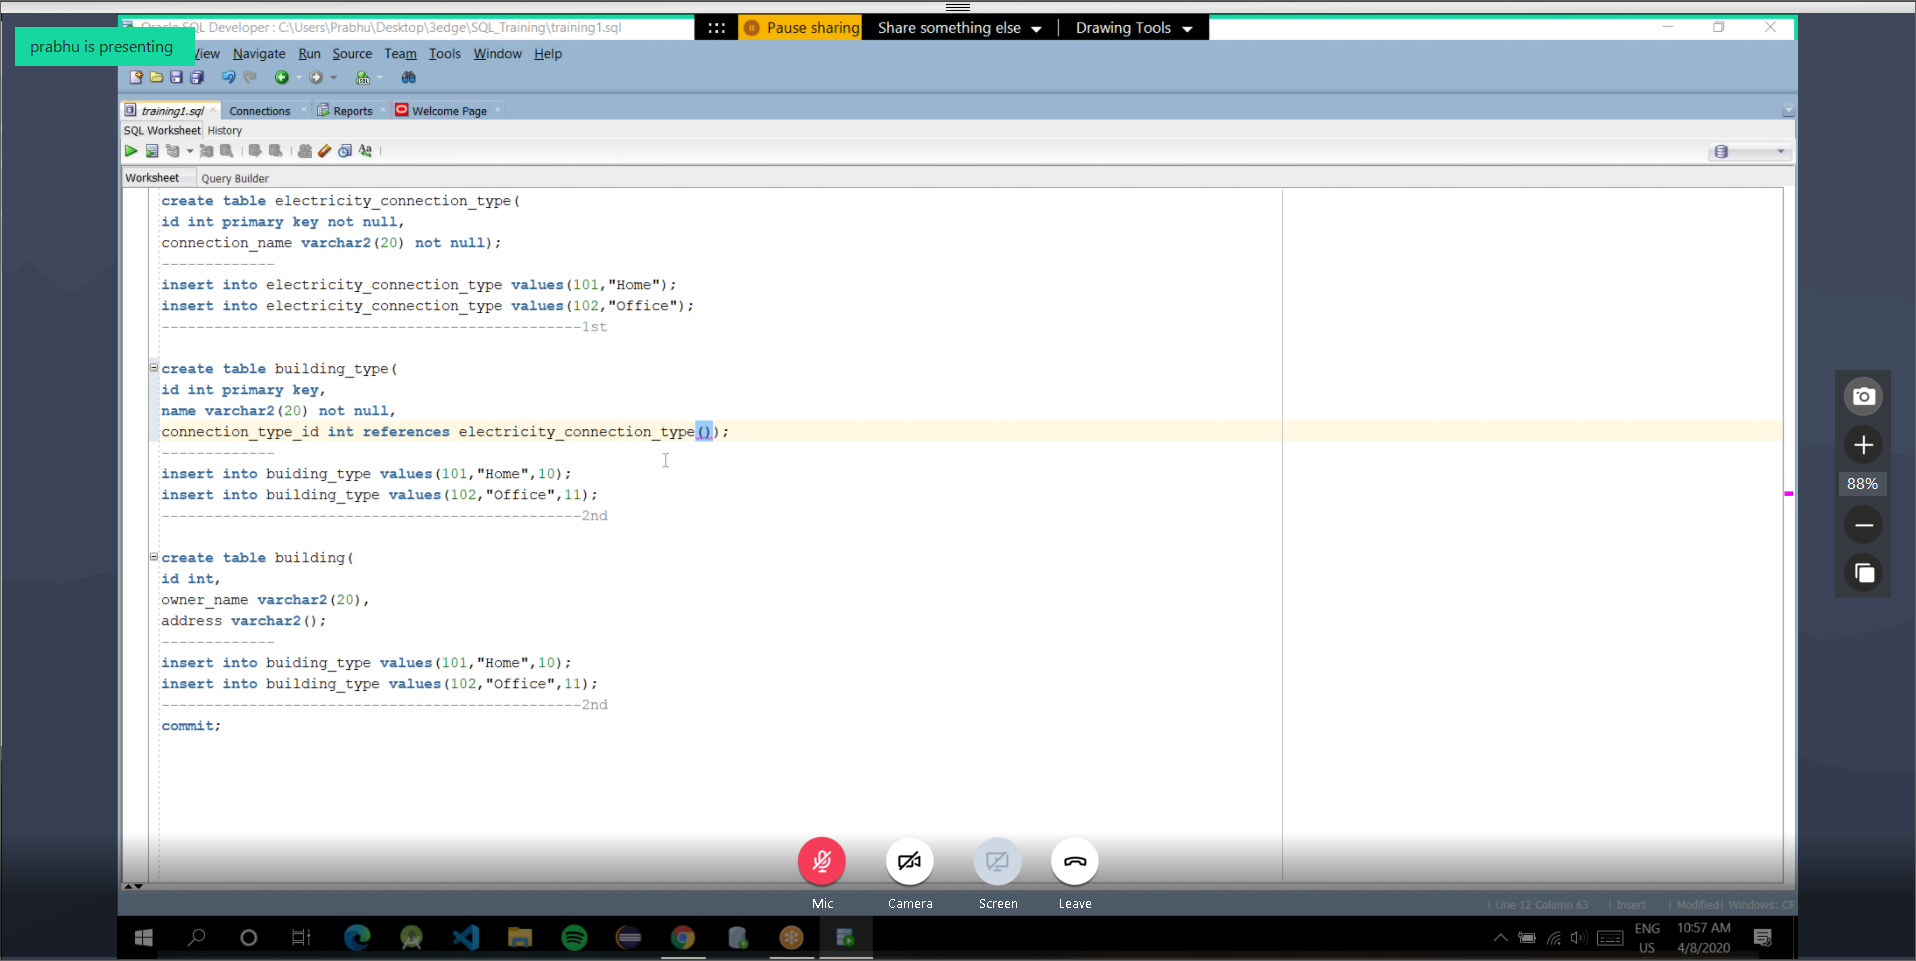 Oracle SQL Developer : C:\Users\Prabhu\Desktop\3edge\SQL_Training\training1.sql
Pause sharing
Share something else
Drawing Tools
prabhu is presenting
View Navigate Run Source Team Tools Window Help
training1.sql Connections Reports Welcome Page
SQL Worksheet History
Worksheet Query Builder
create table electricity_connection_type(
id int primary key not null,
connection_name varchar2(20) not null);
-------------
insert into electricity_connection_type values(101,"Home");
insert into electricity_connection_type values(102,"Office");
------------------------------------------------1st
create table building_type(
id int primary key,
name varchar2(20) not null,
connection_type_id int references electricity_connection_type());
-------------
insert into buiding_type values(101,"Home",10);
insert into building_type values(102,"Office",11);
------------------------------------------------2nd
create table building(
id int,
owner_name varchar2(20),
address varchar2();
-------------
insert into buiding_type values(101,"Home",10);
insert into building_type values(102,"Office",11);
------------------------------------------------2nd
commit;
88%
Mic Camera Screen Leave
Line 12 Column 63 | Insert | Modified | Windows: CR
ENG
US
10:57 AM
4/8/2020